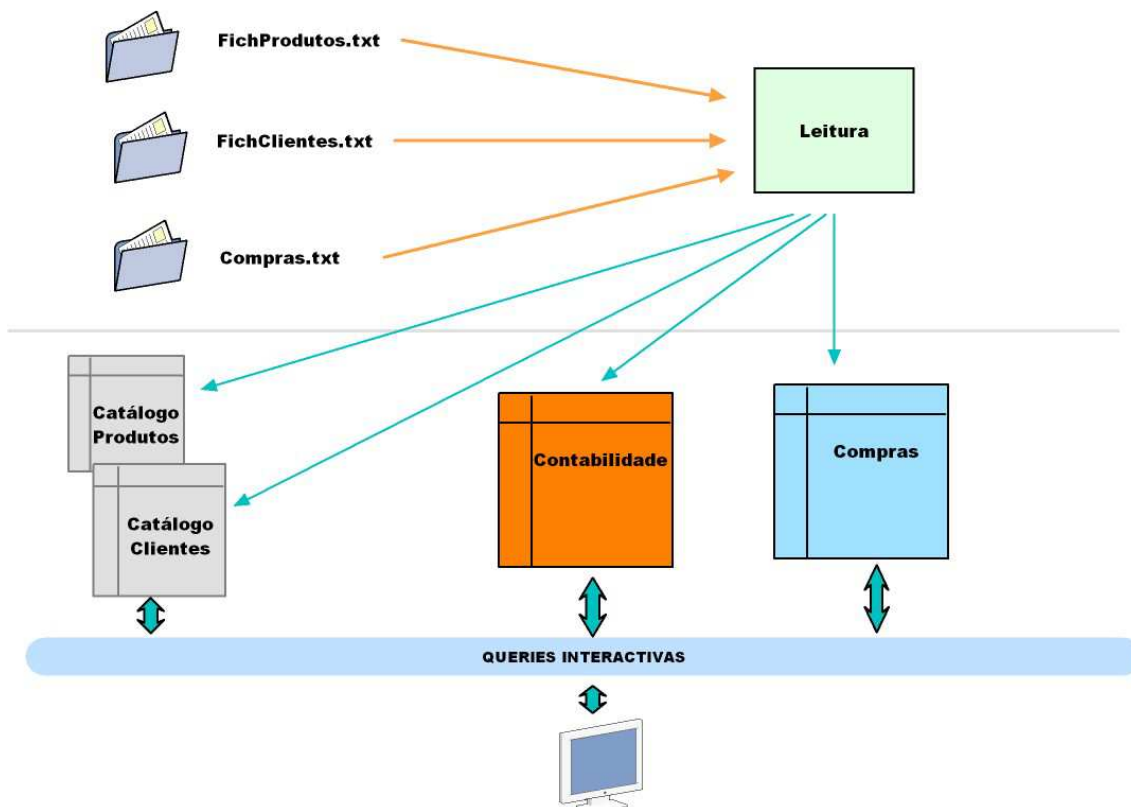 FichProdutos.txt
FichClientes.txt
Compras.txt
Leitura
Catálogo
Produtos
Catálogo
Clientes
Contabilidade
Compras
QUERIES INTERACTIVAS